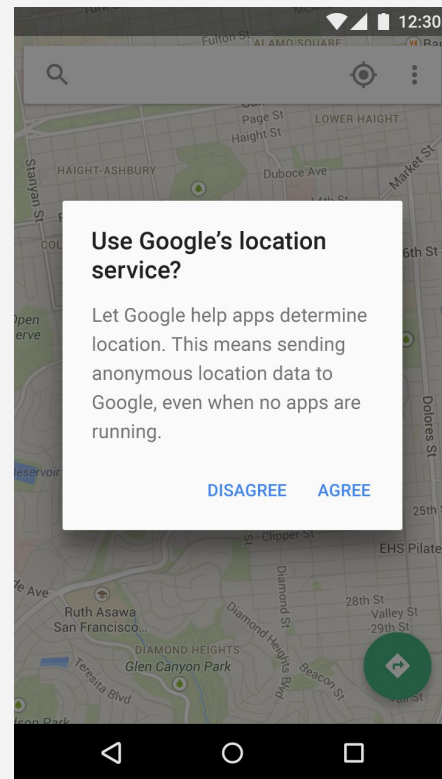 12:30
Fulton St
ALAMO SQUARE
Page St
LOWER HAIGHT
Haight St
Stanyan St
Market St
HAIGHT-ASHBURY
Duboce Ave
14th St
Use Google's location
service?
6th St
Let Google help apps determine
location. This means sending
anonymous location data to
Google, even when no apps are
running.
Dolores St
DISAGREE AGREE
25th
Clipper St
EHS Pilate
Diamond St
28th St
Ruth Asawa
San Francisco...
Valley St
29th St
DIAMOND HEIGHTS
Glen Canyon Park
Diamond Heights Blvd
Beacon St
Teresita Blvd